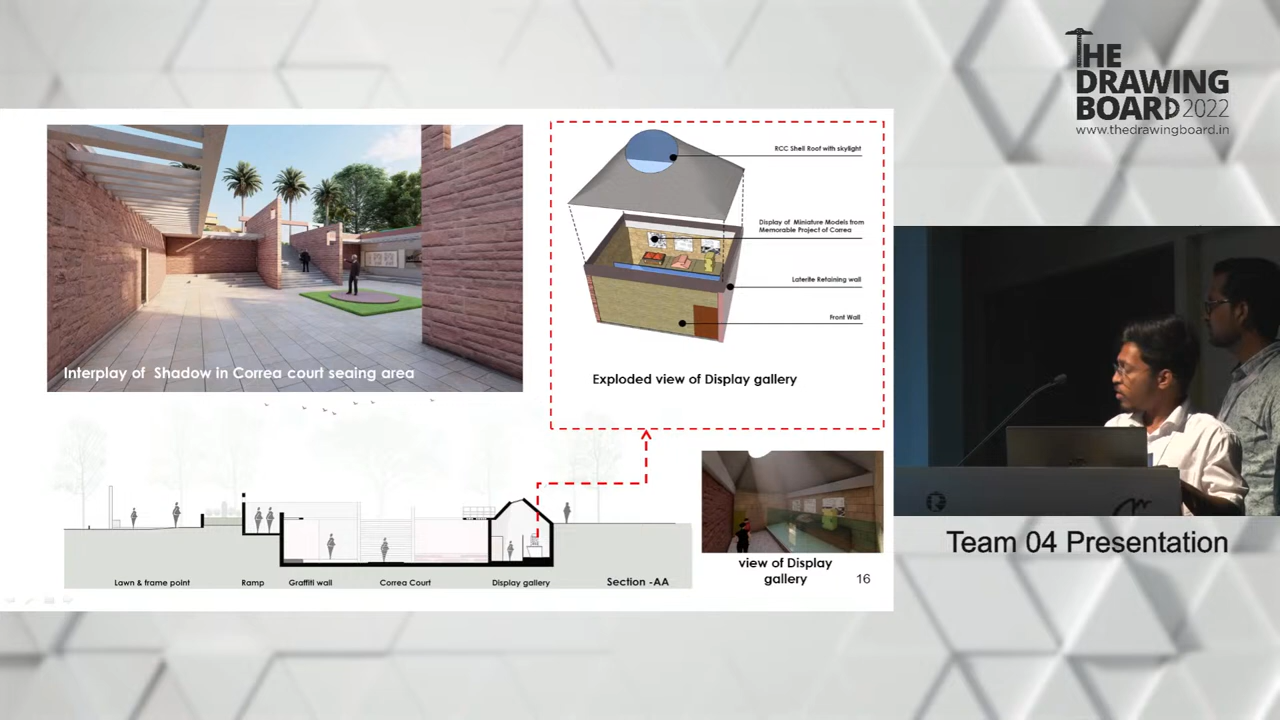 THE
DRAWING
BOARD 2022
www.thedrawingboard.in
Interplay of Shadow in Correa court seaing area
RCC Shell Roof with skylight
Display of Miniature Models from
Memorable Project of Correa
Laterite Retaining wall
Front Wall
Exploded view of Display gallery
Lawn & frame point
Ramp
Graffiti wall
Correa Court
Display gallery
Section -AA
view of Display
gallery
16
Team 04 Presentation